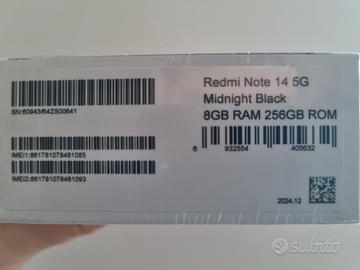 Redmi Note 14 5G
Midnight Black
8GB RAM 256GB ROM
SN:60943/64ZS00641
6 932554 405632
IMEI1:861781078481085
IMEI2:861781078481093
2024.12
subito